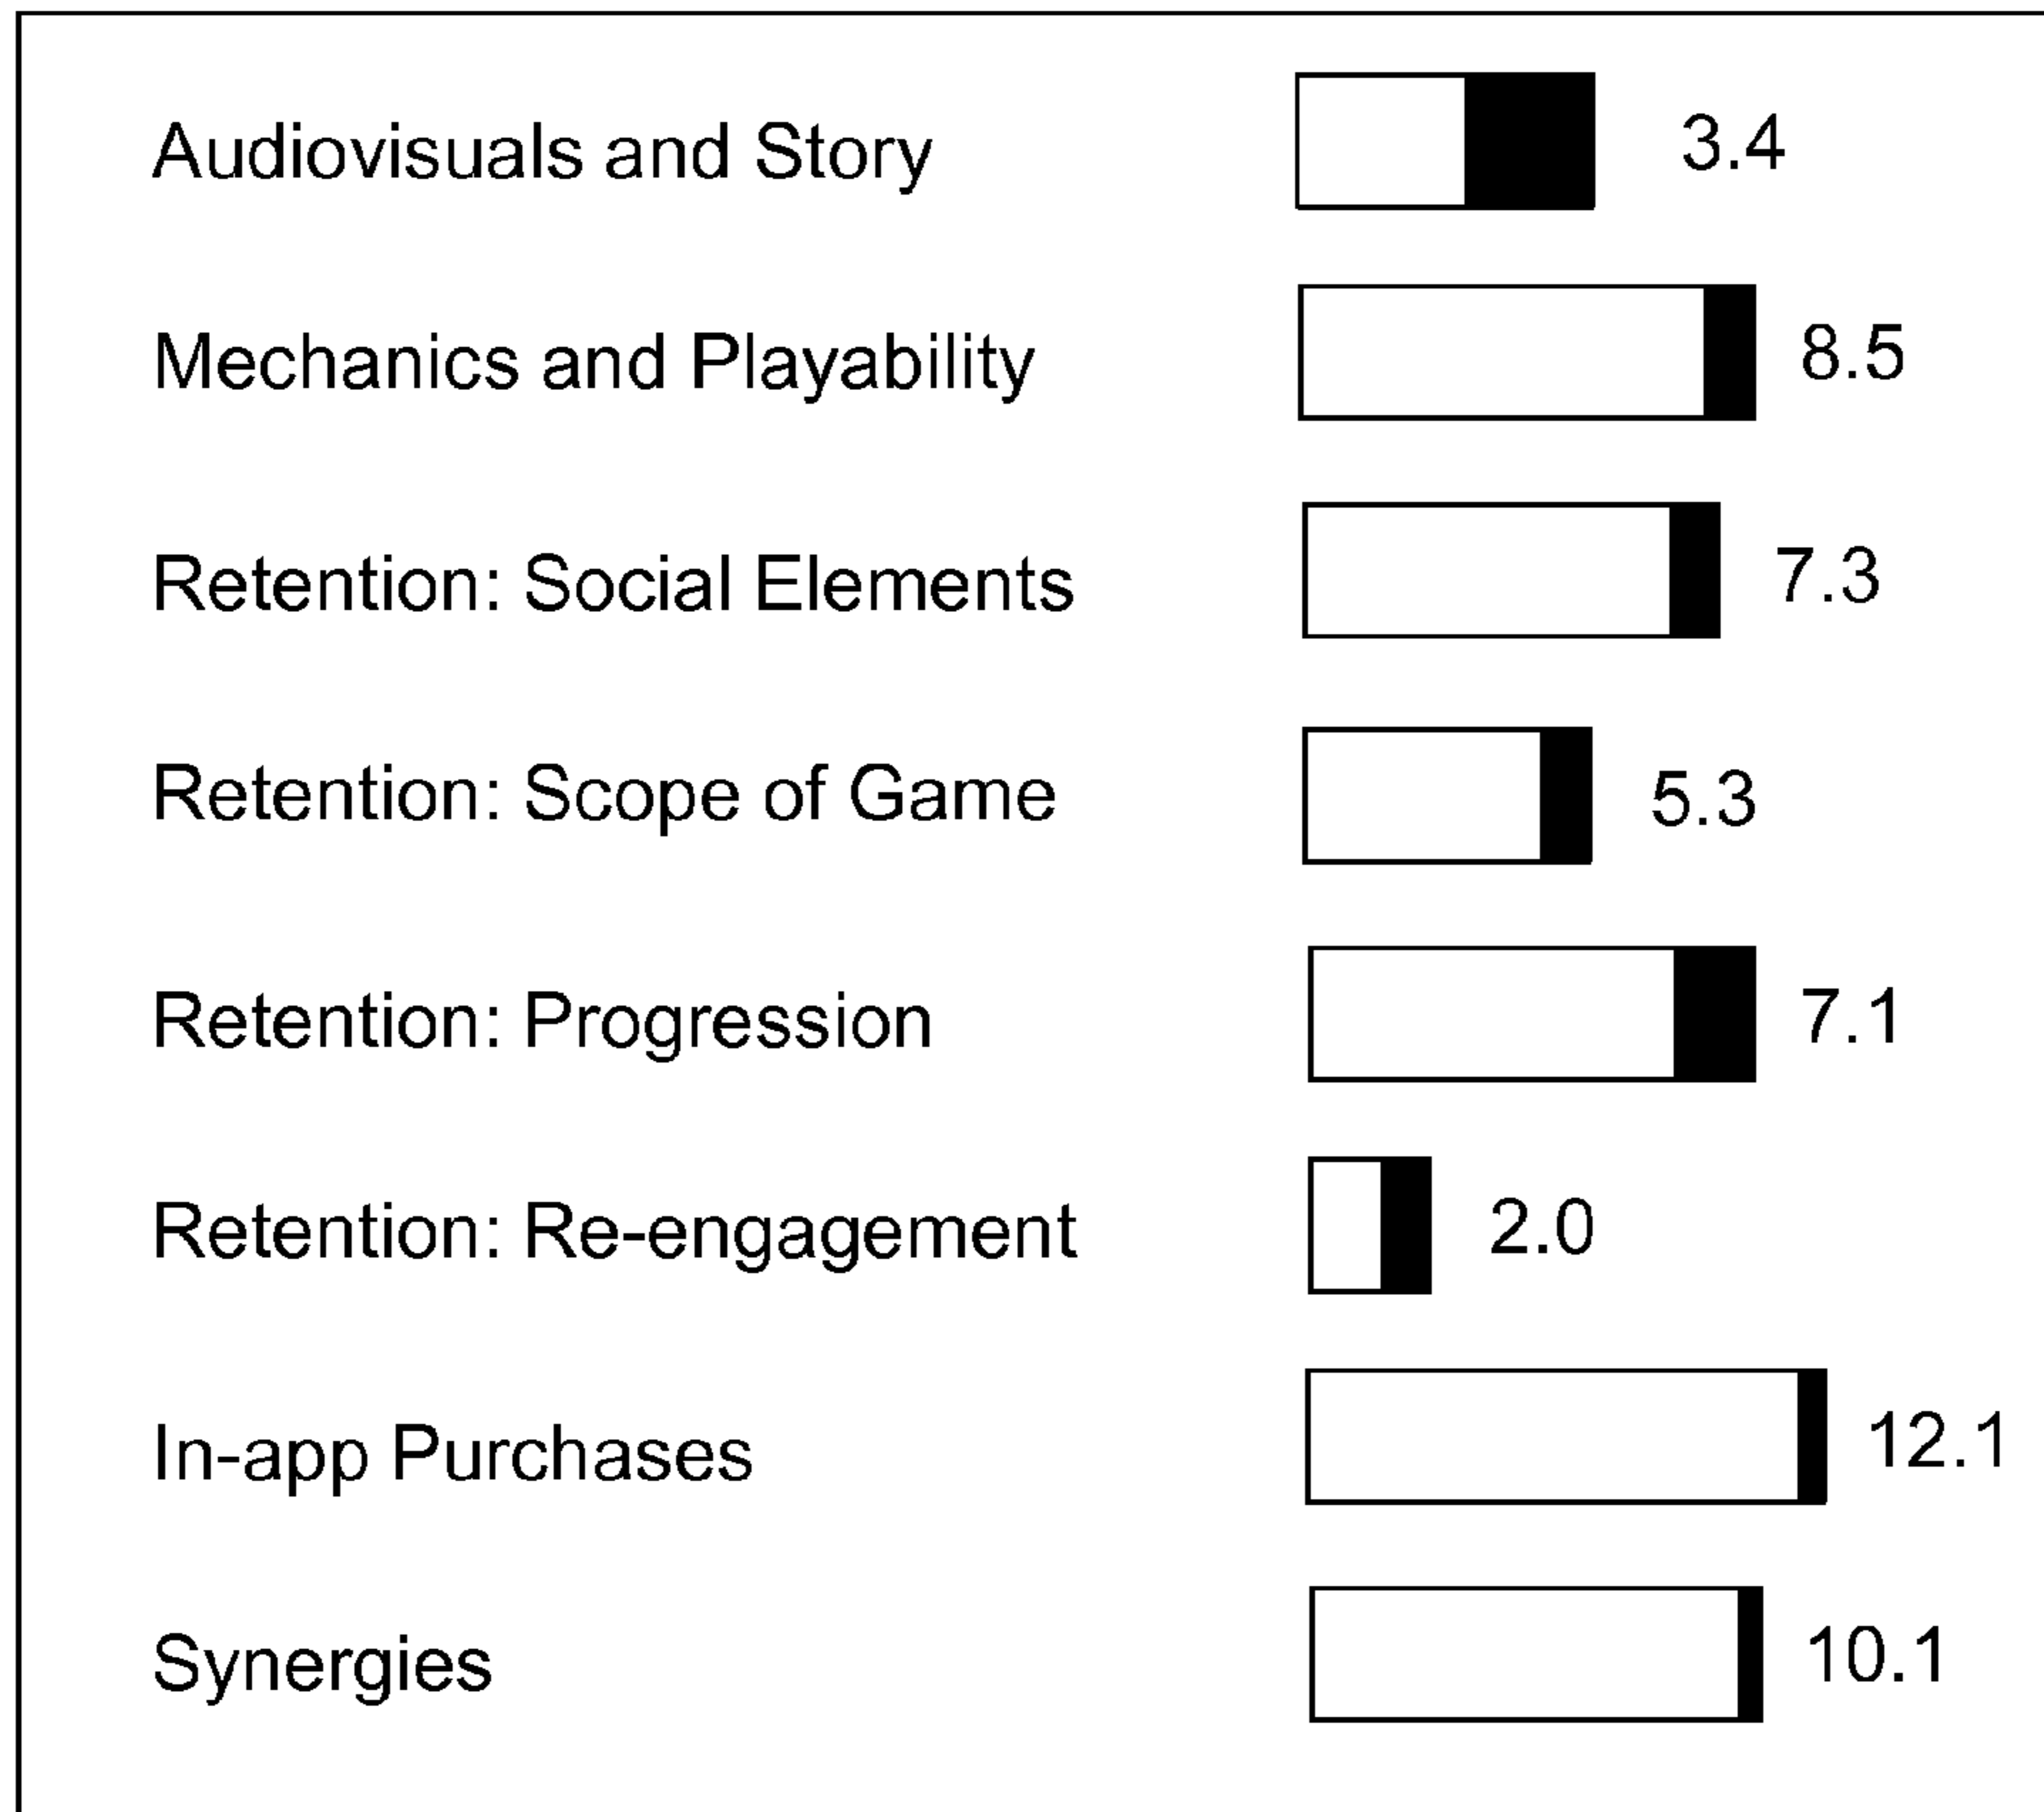 Audiovisuals and Story 3.4
Mechanics and Playability 8.5
Retention: Social Elements 7.3
Retention: Scope of Game 5.3
Retention: Progression 7.1
Retention: Re-engagement 2.0
In-app Purchases 12.1
Synergies 10.1